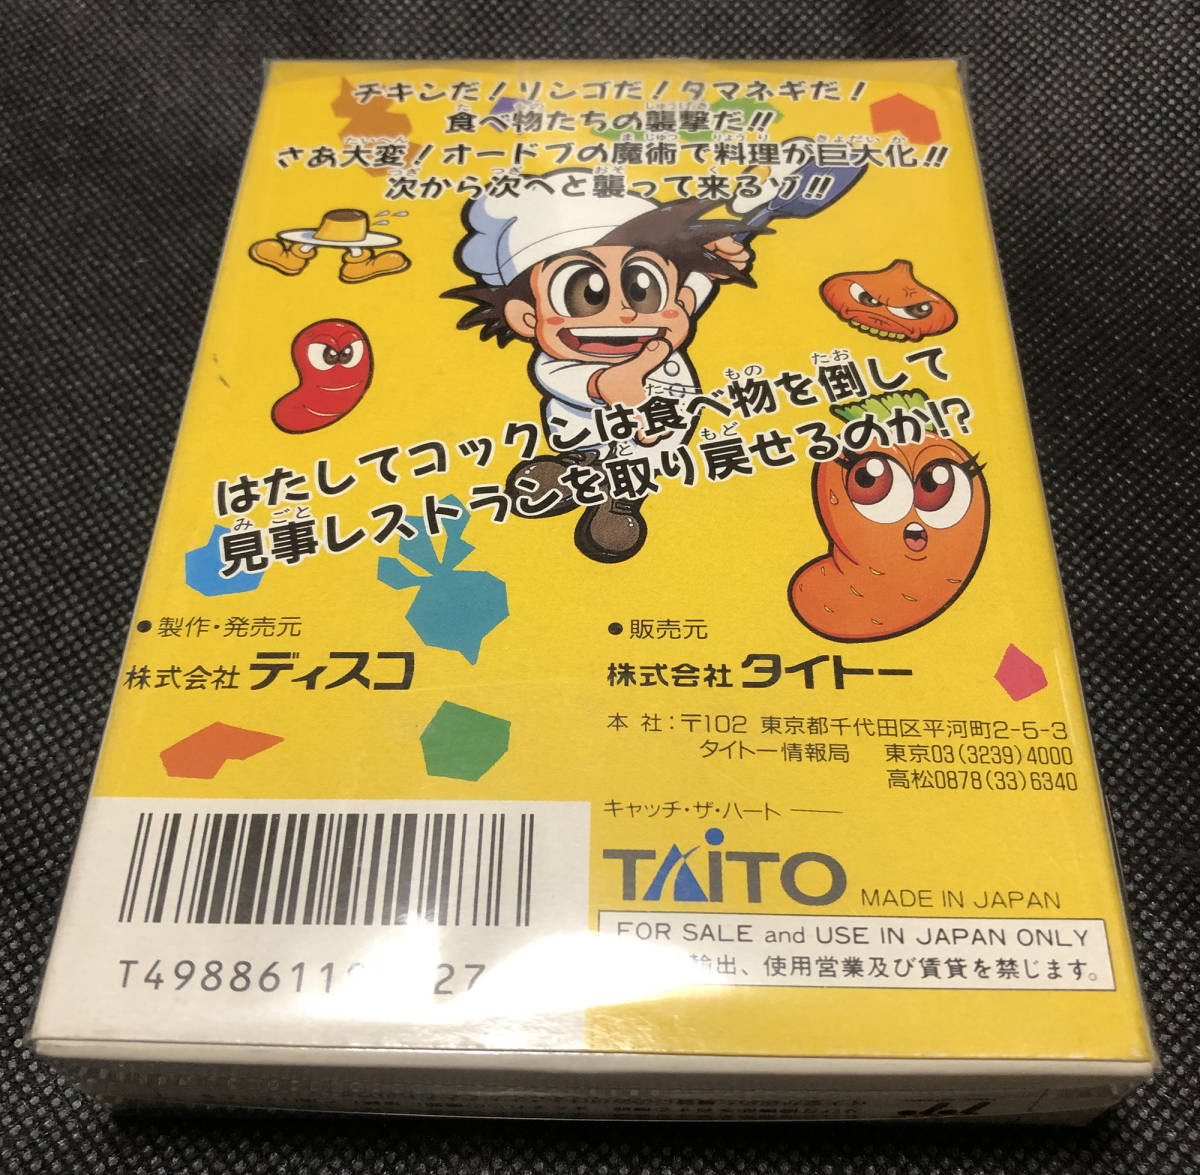 チキンだ！リンゴだ！タマネギだ！
食べ物たちの襲撃だ!!
さあ大変！オードブの魔術で料理が巨大化!!
次から次へと襲って来るゾ!!
はたしてコックンは食べ物を倒して
見事レストランを取り戻せるのか!?
●製作・発売元
株式会社 ディスコ
●販売元
株式会社 タイトー
本 社：〒102 東京都千代田区平河町2-5-3
タイトー情報局 東京03(3239)4000
高松0878(33)6340
キャッチ・ザ・ハート
TAITO MADE IN JAPAN
FOR SALE and USE IN JAPAN ONLY
輸出、使用営業及び賃貸を禁じます。